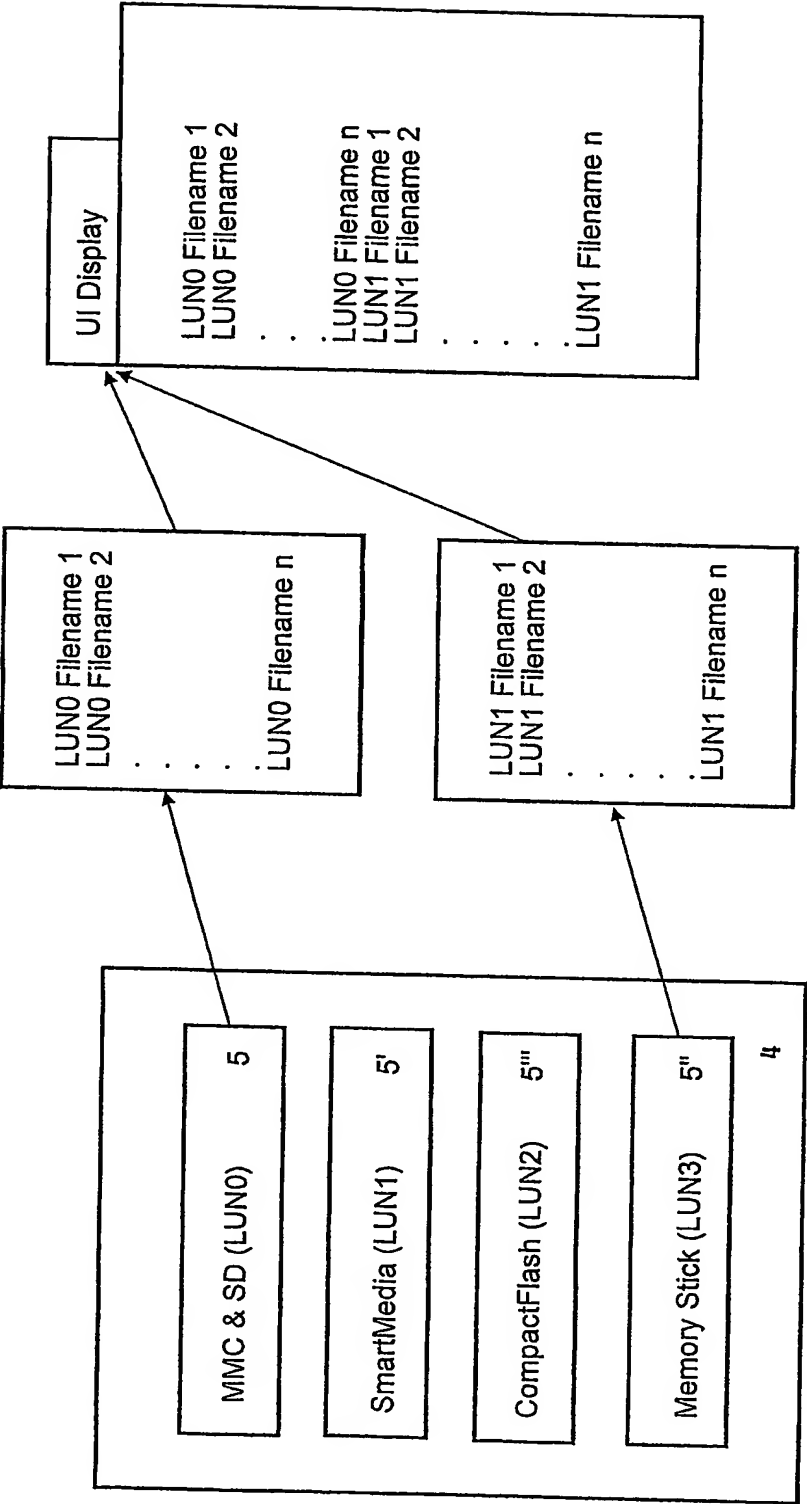 MMC & SD (LUN0) 5
SmartMedia (LUN1) 5'
CompactFlash (LUN2) 5'''
Memory Stick (LUN3) 5''
4
LUN0 Filename 1
LUN0 Filename 2
.
.
.
.
.
LUN0 Filename n
LUN1 Filename 1
LUN1 Filename 2
.
.
.
.
.
LUN1 Filename n
UI Display
LUN0 Filename 1
LUN0 Filename 2
.
.
.
LUN0 Filename n
LUN1 Filename 1
LUN1 Filename 2
.
.
.
.
.
LUN1 Filename n